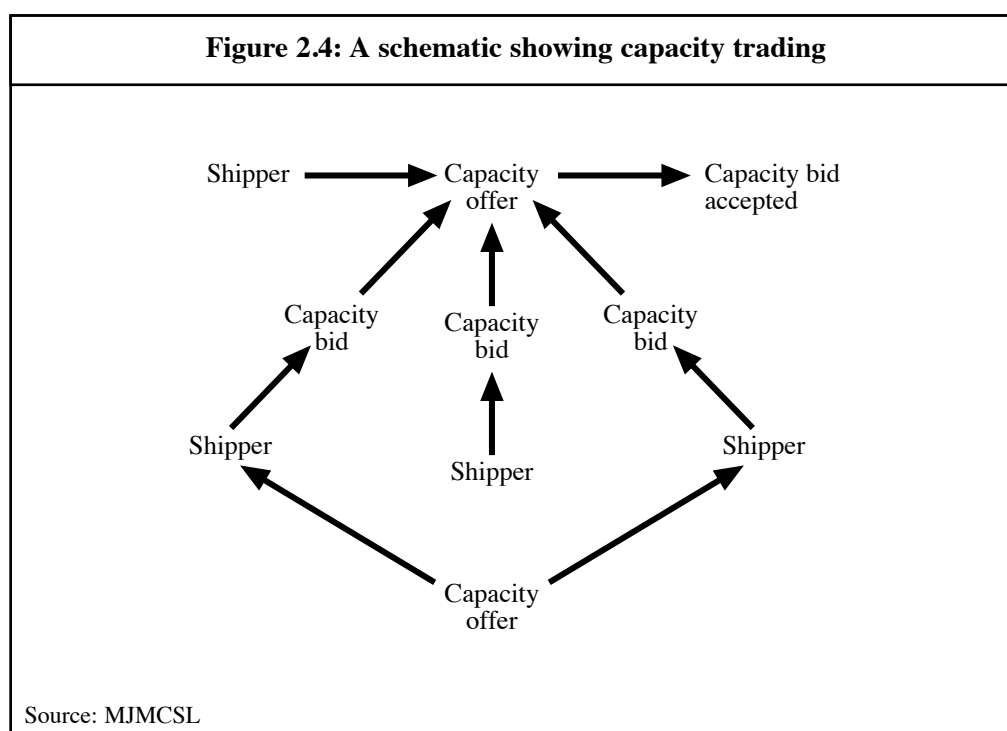 Figure 2.4: A schematic showing capacity trading
Shipper
Capacity
offer
Capacity bid
accepted
Capacity
bid
Capacity
bid
Capacity
bid
Shipper
Shipper
Shipper
Capacity
offer
Source: MJMCSL